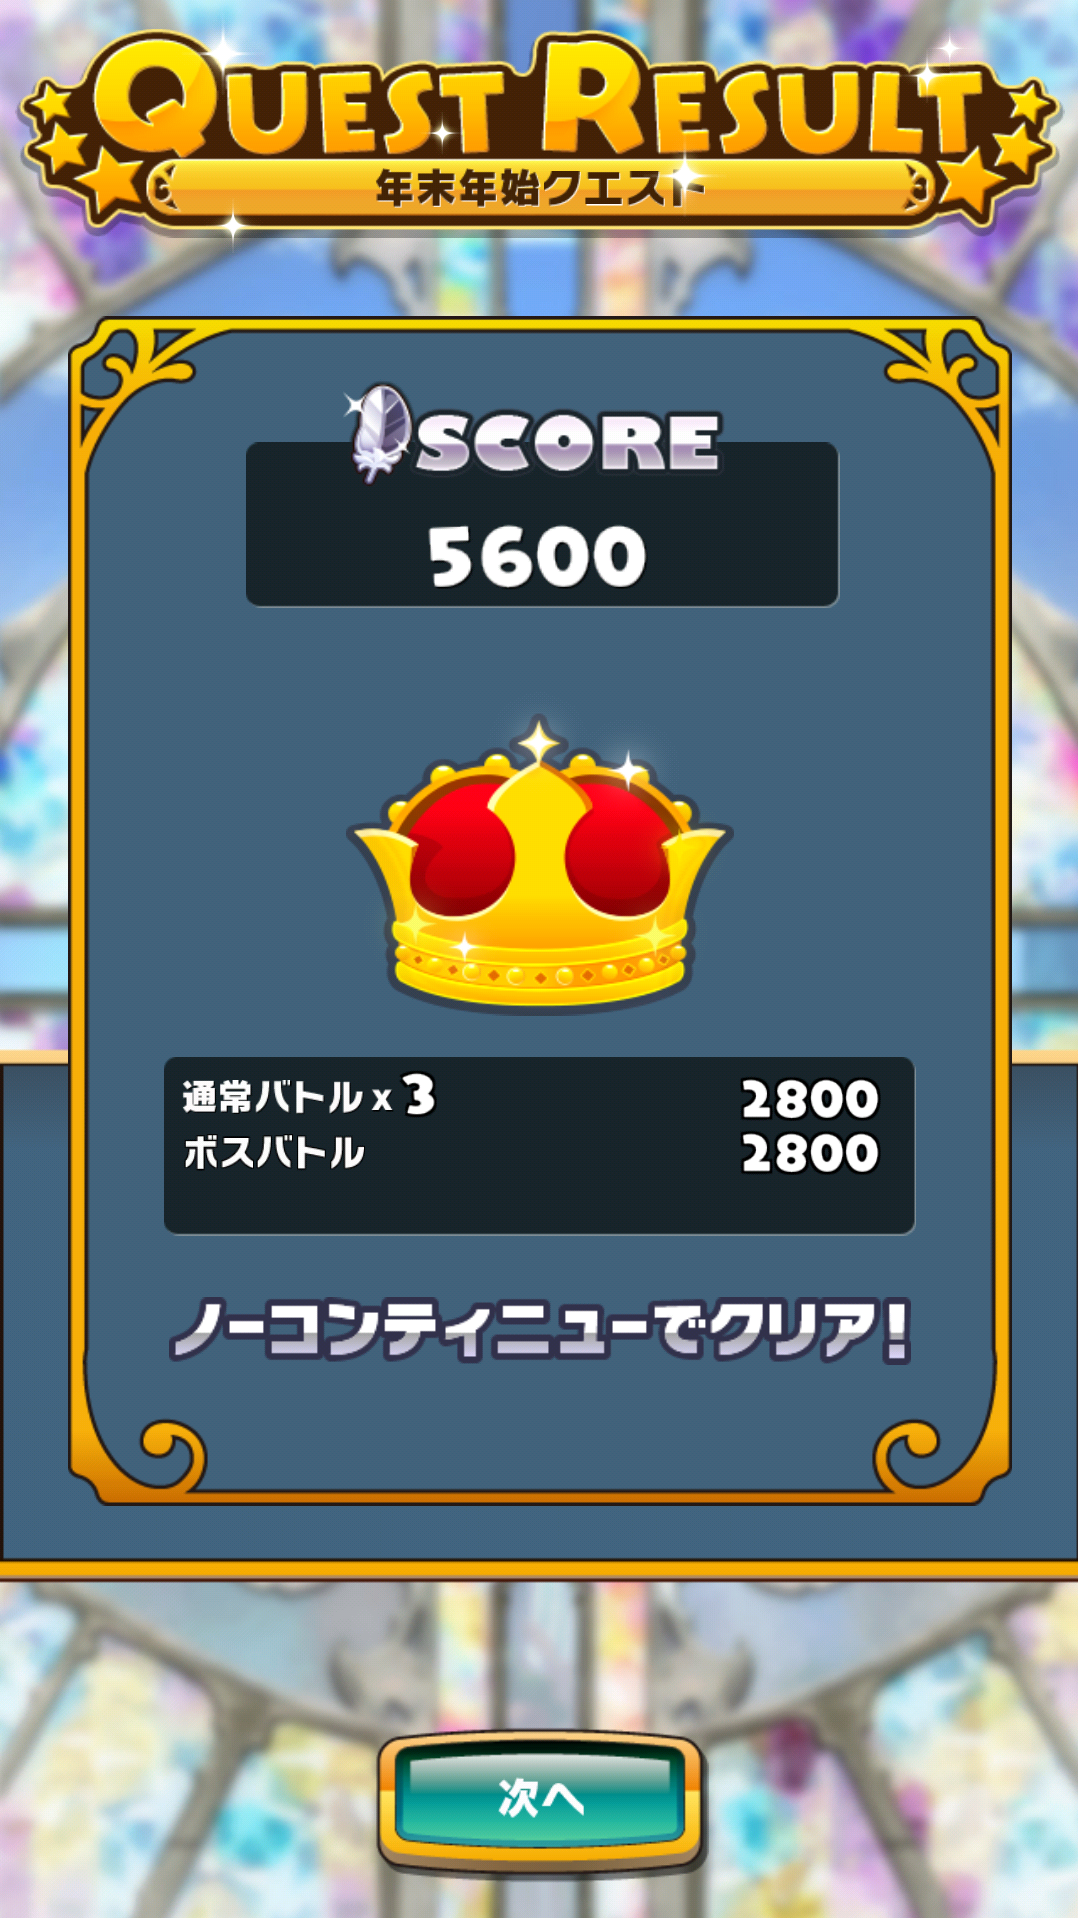 QUEST RESULT
年末年始クエスト
SCORE
5600
通常バトル x 3 2800
ボスバトル 2800
ノーコンティニューでクリア!
次へ